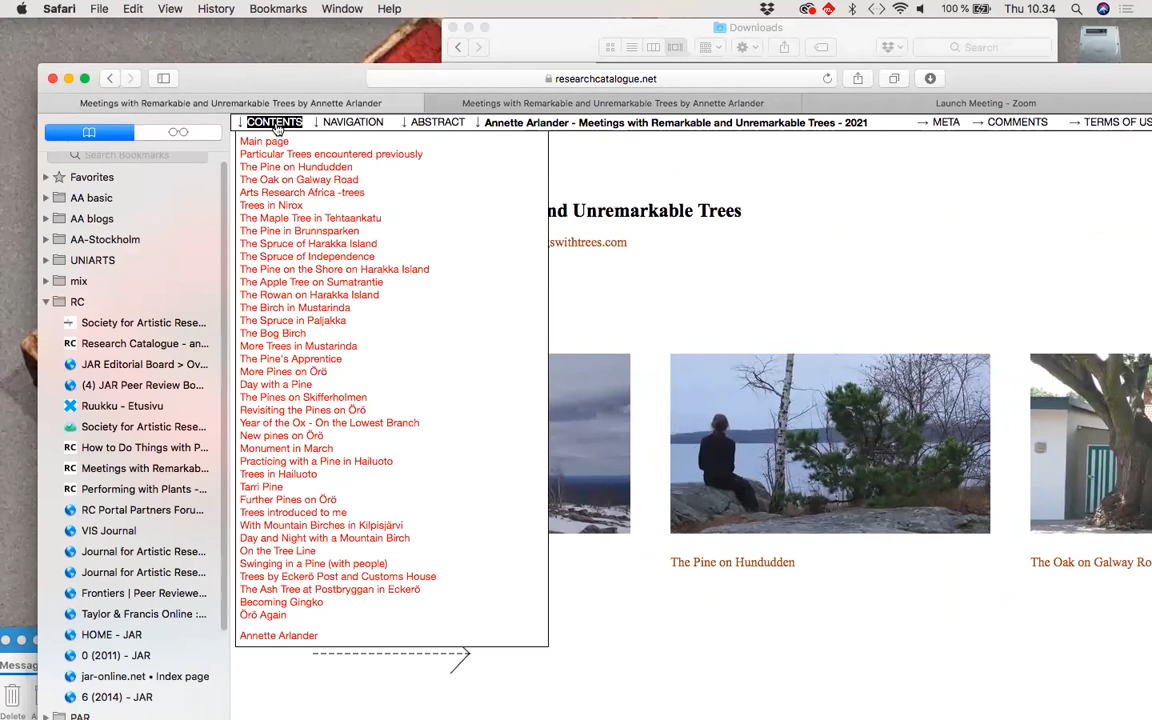 Safari File Edit View History Bookmarks Window Help
100 % Thu 10.34
Downloads
Search
researchcatalogue.net
Meetings with Remarkable and Unremarkable Trees by Annette Arlander
Meetings with Remarkable and Unremarkable Trees by Annette Arlander
Launch Meeting - Zoom
↓ CONTENTS ↓ NAVIGATION ↓ ABSTRACT ↓ Annette Arlander - Meetings with Remarkable and Unremarkable Trees - 2021 → META → COMMENTS → TERMS OF US
Search Bookmarks
Favorites
AA basic
AA blogs
AA-Stockholm
UNIARTS
mix
RC
Society for Artistic Rese...
RC Research Catalogue - an...
JAR Editorial Board > Ov...
(4) JAR Peer Review Bo...
Ruukku - Etusivu
Society for Artistic Rese...
RC How to Do Things with P...
RC Meetings with Remarkab...
RC Performing with Plants -...
RC Portal Partners Foru...
VIS Journal
Journal for Artistic Rese...
Journal for Artistic Rese...
Frontiers | Peer Reviewe...
Taylor & Francis Online :...
HOME - JAR
0 (2011) - JAR
jar-online.net • Index page
6 (2014) - JAR
PAR
Main page
Particular Trees encountered previously
The Pine on Hundudden
The Oak on Galway Road
Arts Research Africa -trees
Trees in Nirox
The Maple Tree in Tehtaankatu
The Pine in Brunnsparken
The Spruce of Harakka Island
The Spruce of Independence
The Pine on the Shore on Harakka Island
The Apple Tree on Sumatrantie
The Rowan on Harakka Island
The Birch in Mustarinda
The Spruce in Paljakka
The Bog Birch
More Trees in Mustarinda
The Pine's Apprentice
More Pines on Örö
Day with a Pine
The Pines on Skifferholmen
Revisiting the Pines on Örö
Year of the Ox - On the Lowest Branch
New pines on Örö
Monument in March
Practicing with a Pine in Hailuoto
Trees in Hailuoto
Tarri Pine
Further Pines on Örö
Trees introduced to me
With Mountain Birches in Kilpisjärvi
Day and Night with a Mountain Birch
On the Tree Line
Swinging in a Pine (with people)
Trees by Eckerö Post and Customs House
The Ash Tree at Postbryggan in Eckerö
Becoming Gingko
Örö Again
Annette Arlander
nd Unremarkable Trees
swithtrees.com
The Pine on Hundudden
The Oak on Galway Ro
Messag
Delete